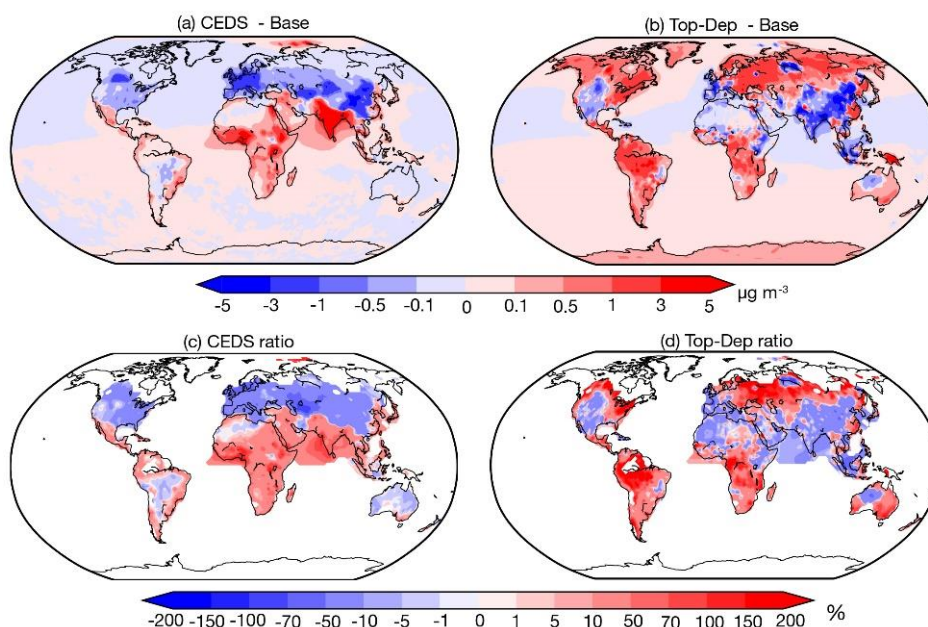 (a) CEDS - Base
(b) Top-Dep - Base
-5 -3 -1 -0.5 -0.1 0 0.1 0.5 1 3 5 µg m⁻³
(c) CEDS ratio
(d) Top-Dep ratio
-200 -150 -100 -70 -50 -10 -5 -1 0 1 5 10 50 70 100 150 200 %